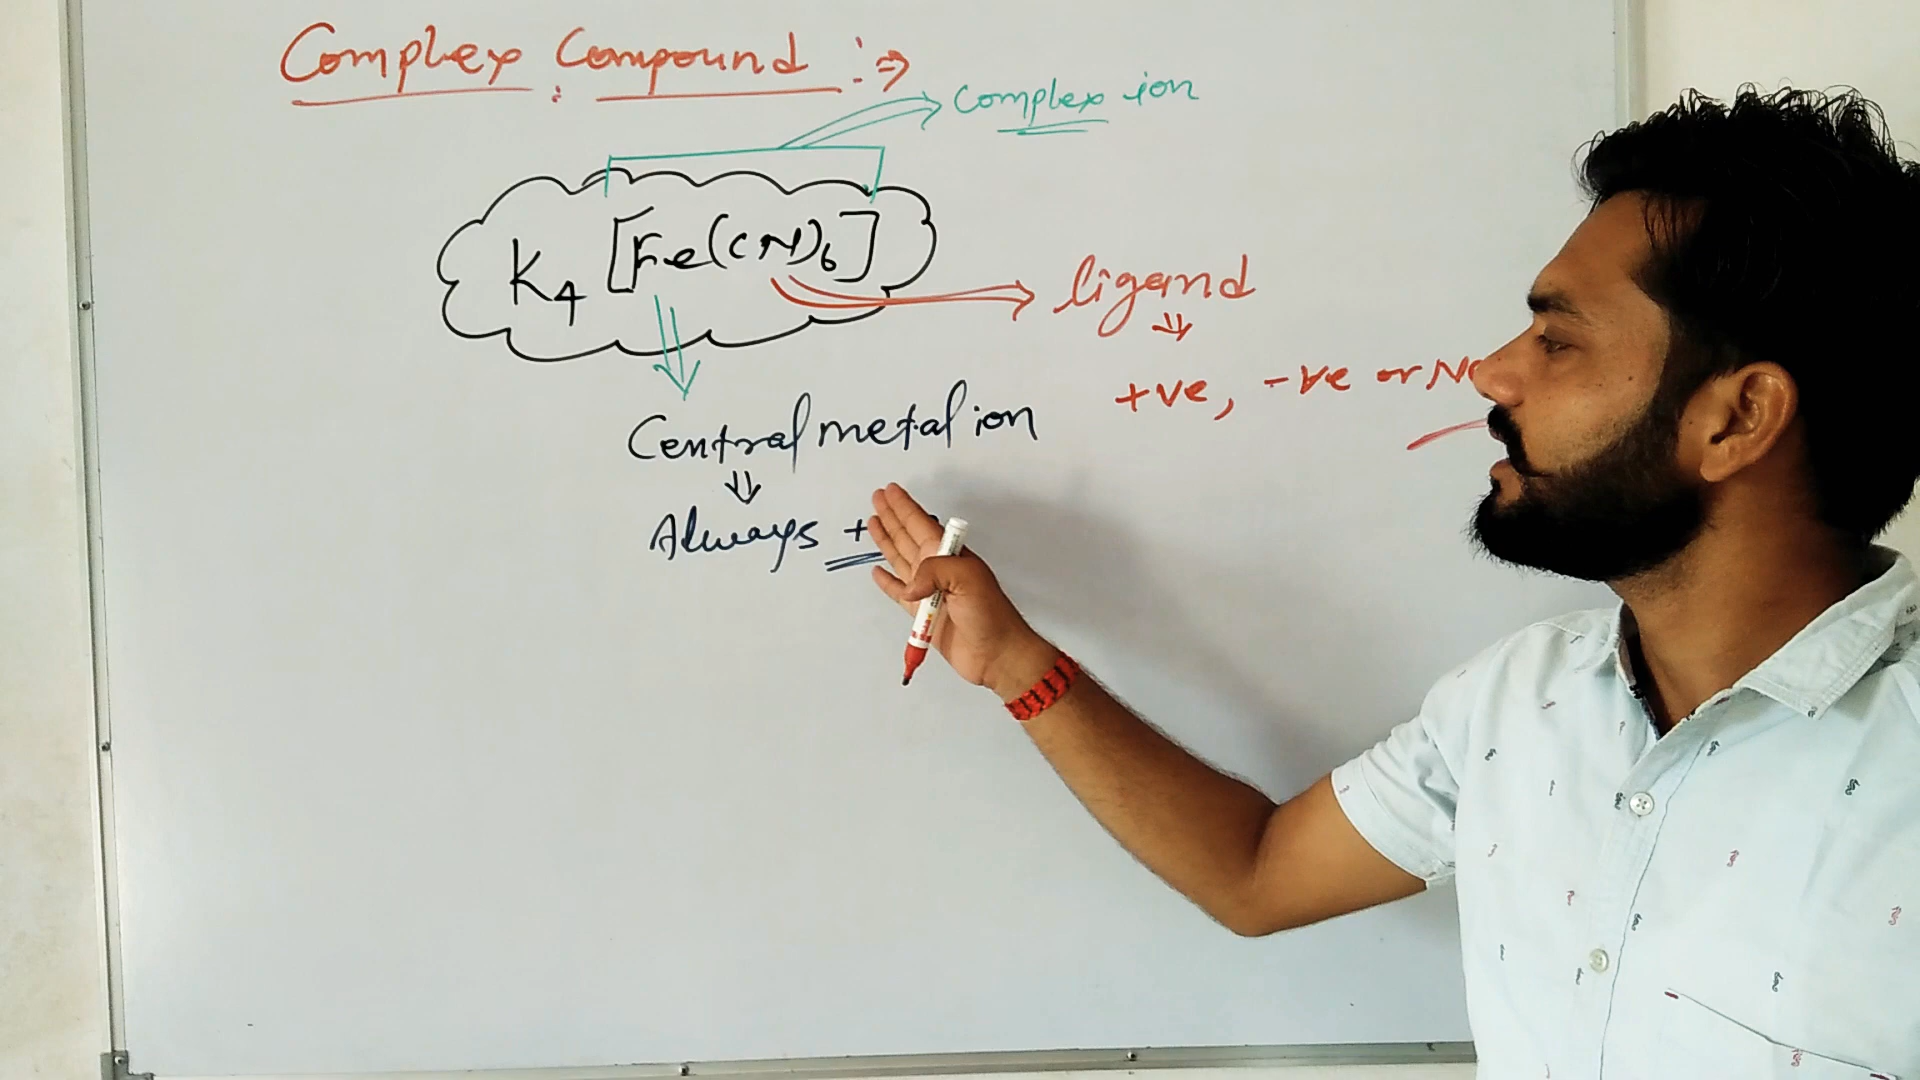 Complex Compound :⇒
complex ion
K4 [Fe(CN)6]
ligand
⇓
+ve, -ve or
Central metal ion
⇓
Always +